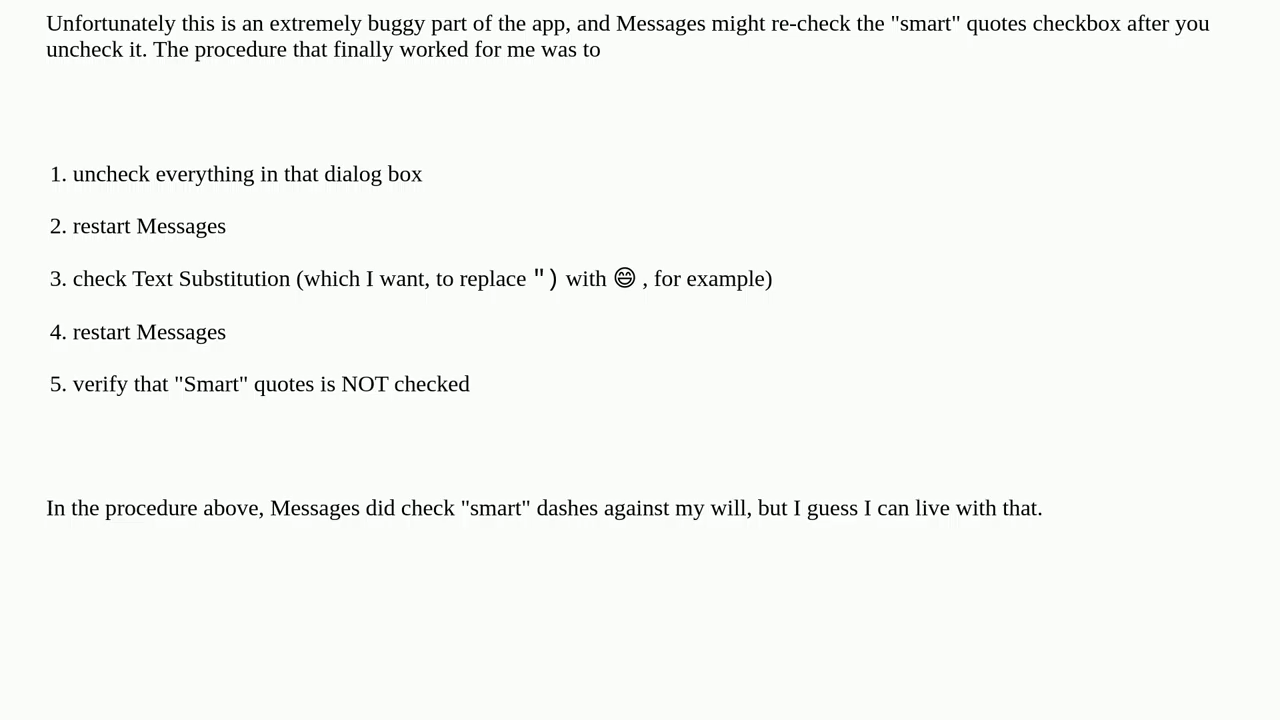 Unfortunately this is an extremely buggy part of the app, and Messages might re-check the "smart" quotes checkbox after you
uncheck it. The procedure that finally worked for me was to
1. uncheck everything in that dialog box
2. restart Messages
3. check Text Substitution (which I want, to replace ") with 😄 , for example)
4. restart Messages
5. verify that "Smart" quotes is NOT checked
In the procedure above, Messages did check "smart" dashes against my will, but I guess I can live with that.